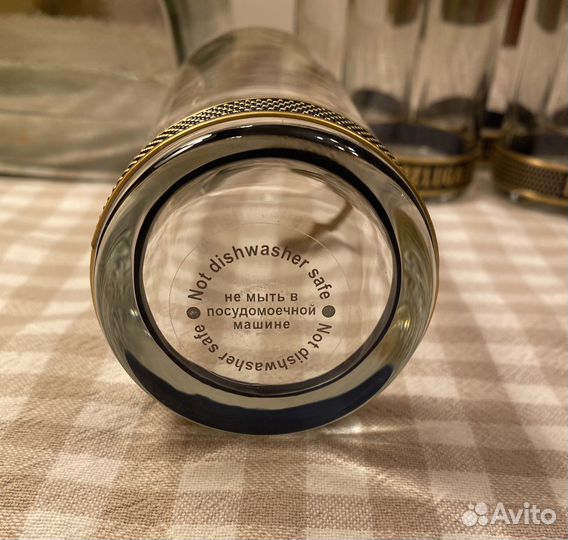 Not dishwasher safe
не мыть в
посудомоечной
машине
Not dishwasher safe
Avito